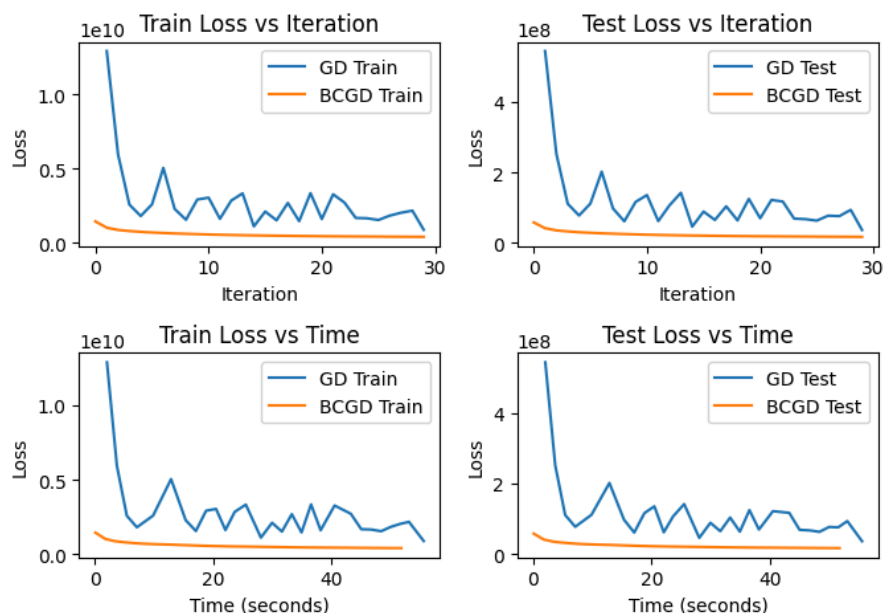 Train Loss vs Iteration
1e10
GD Train
BCGD Train
1.0
0.5
0.0
Loss
0
10
20
30
Iteration
Test Loss vs Iteration
1e8
GD Test
BCGD Test
4
2
0
Loss
0
10
20
30
Iteration
Train Loss vs Time
1e10
GD Train
BCGD Train
1.0
0.5
0.0
Loss
0
20
40
Time (seconds)
Test Loss vs Time
1e8
GD Test
BCGD Test
4
2
0
Loss
0
20
40
Time (seconds)